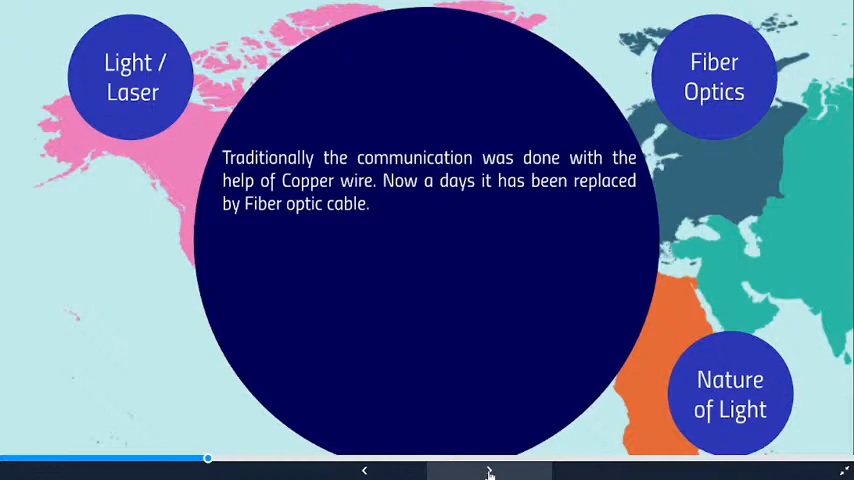 Light /
Laser
Fiber
Optics
Traditionally the communication was done with the
help of Copper wire. Now a days it has been replaced
by Fiber optic cable.
Nature
of Light